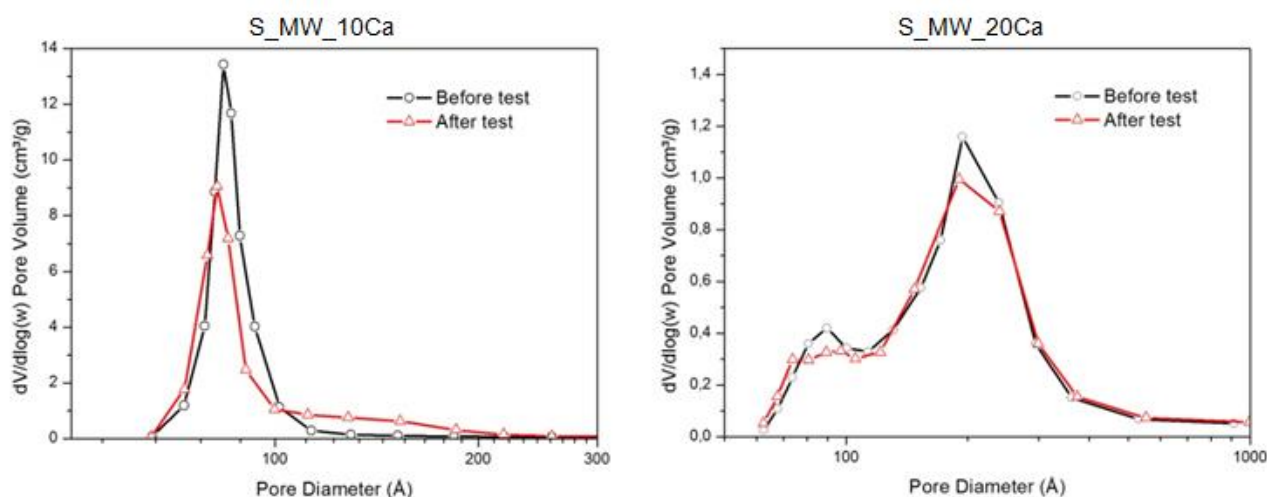 S_MW_10Ca
14
12
10
8
6
4
2
0
dV/dlog(w) Pore Volume (cm³/g)
Before test
After test
100
200
300
Pore Diameter (Å)
S_MW_20Ca
1,4
1,2
1,0
0,8
0,6
0,4
0,2
0,0
dV/dlog(w) Pore Volume (cm³/g)
Before test
After test
100
1000
Pore Diameter (Å)